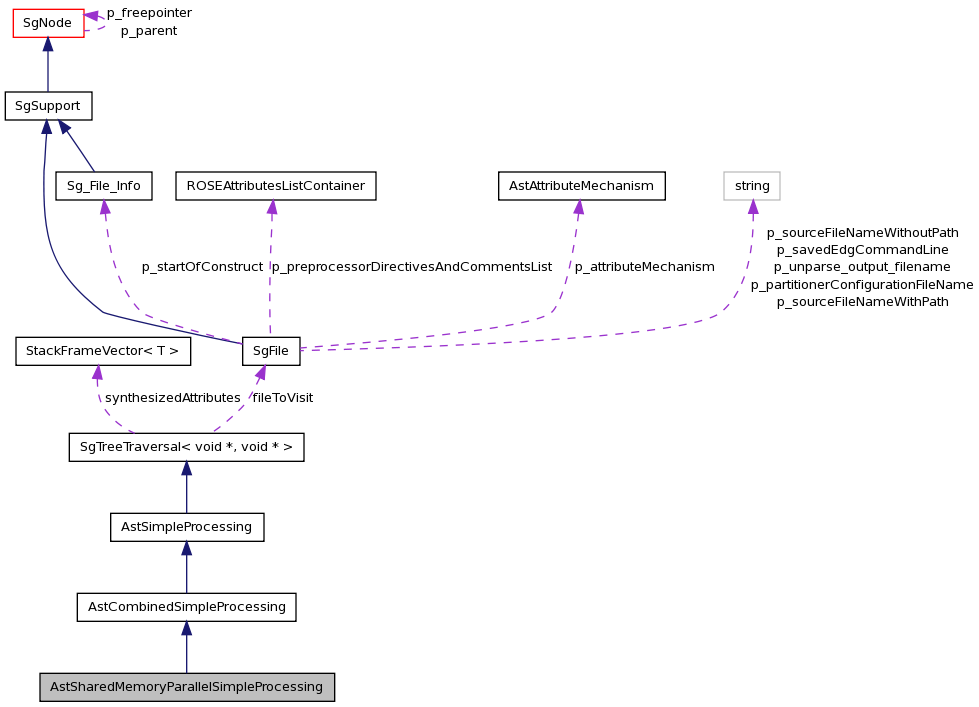 SgNode
p_freepointer
p_parent
SgSupport
Sg_File_Info
ROSEAttributesListContainer
AstAttributeMechanism
string
p_startOfConstruct
p_preprocessorDirectivesAndCommentsList
p_attributeMechanism
p_sourceFileNameWithoutPath
p_savedEdgCommandLine
p_unparse_output_filename
p_partitionerConfigurationFileName
p_sourceFileNameWithPath
StackFrameVector< T >
SgFile
synthesizedAttributes
fileToVisit
SgTreeTraversal< void *, void * >
AstSimpleProcessing
AstCombinedSimpleProcessing
AstSharedMemoryParallelSimpleProcessing